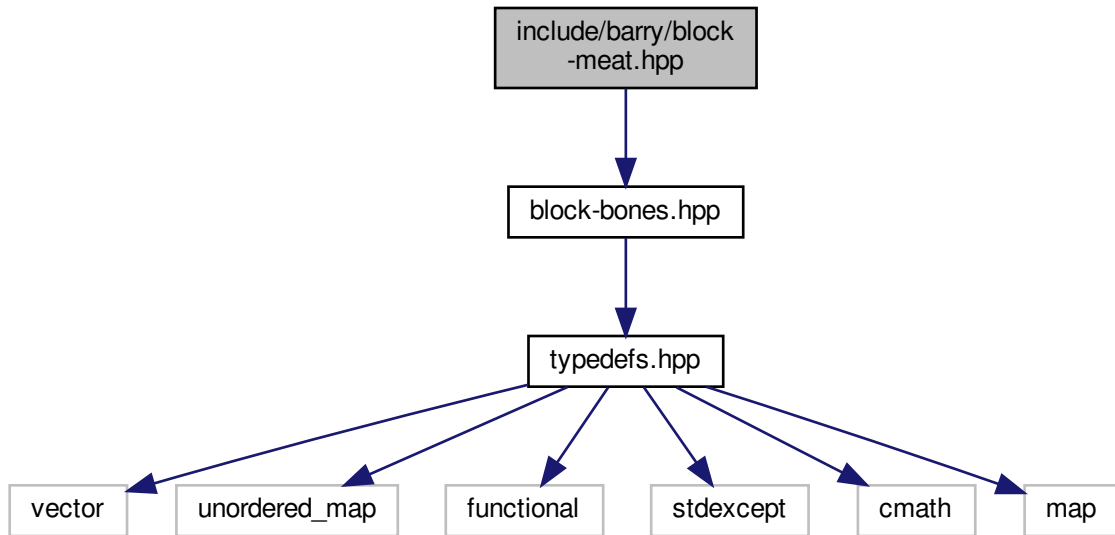 include/barry/block
-meat.hpp
block-bones.hpp
typedefs.hpp
vector
unordered_map
functional
stdexcept
cmath
map